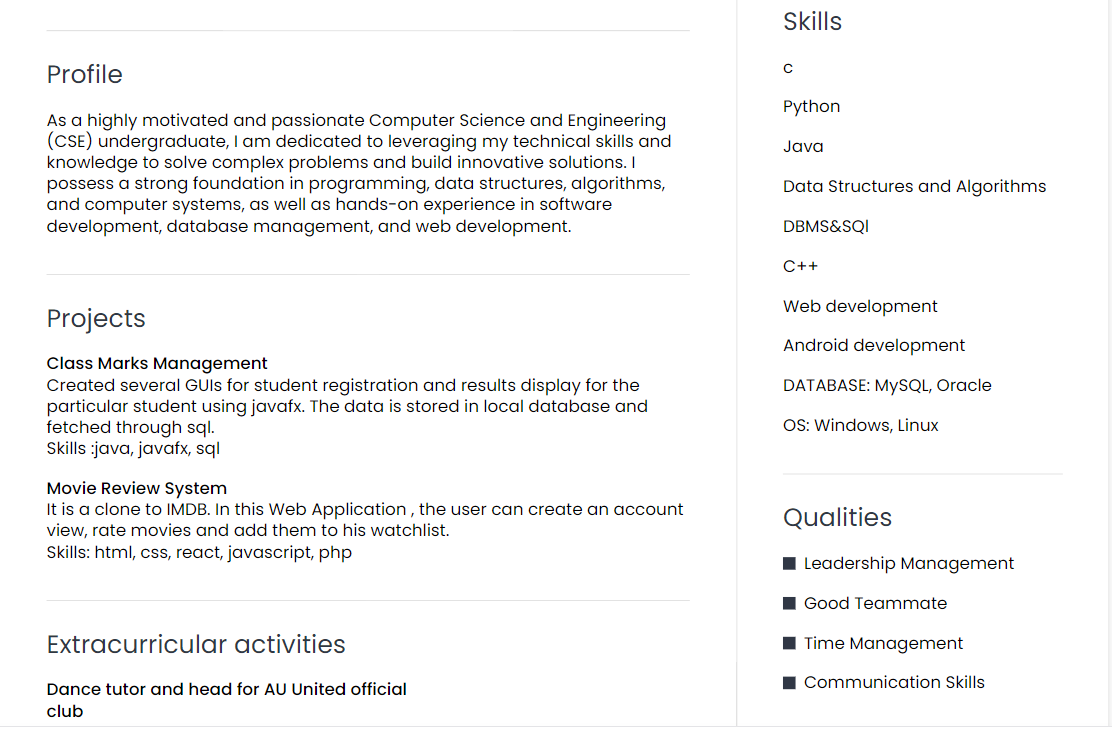 Profile
As a highly motivated and passionate Computer Science and Engineering
(CSE) undergraduate, I am dedicated to leveraging my technical skills and
knowledge to solve complex problems and build innovative solutions. I
possess a strong foundation in programming, data structures, algorithms,
and computer systems, as well as hands-on experience in software
development, database management, and web development.
Projects
Class Marks Management
Created several GUIs for student registration and results display for the
particular student using javafx. The data is stored in local database and
fetched through sql.
Skills :java, javafx, sql
Movie Review System
It is a clone to IMDB. In this Web Application , the user can create an account
view, rate movies and add them to his watchlist.
Skills: html, css, react, javascript, php
Extracurricular activities
Dance tutor and head for AU United official
club
Skills
c
Python
Java
Data Structures and Algorithms
DBMS&SQl
C++
Web development
Android development
DATABASE: MySQL, Oracle
OS: Windows, Linux
Qualities
Leadership Management
Good Teammate
Time Management
Communication Skills